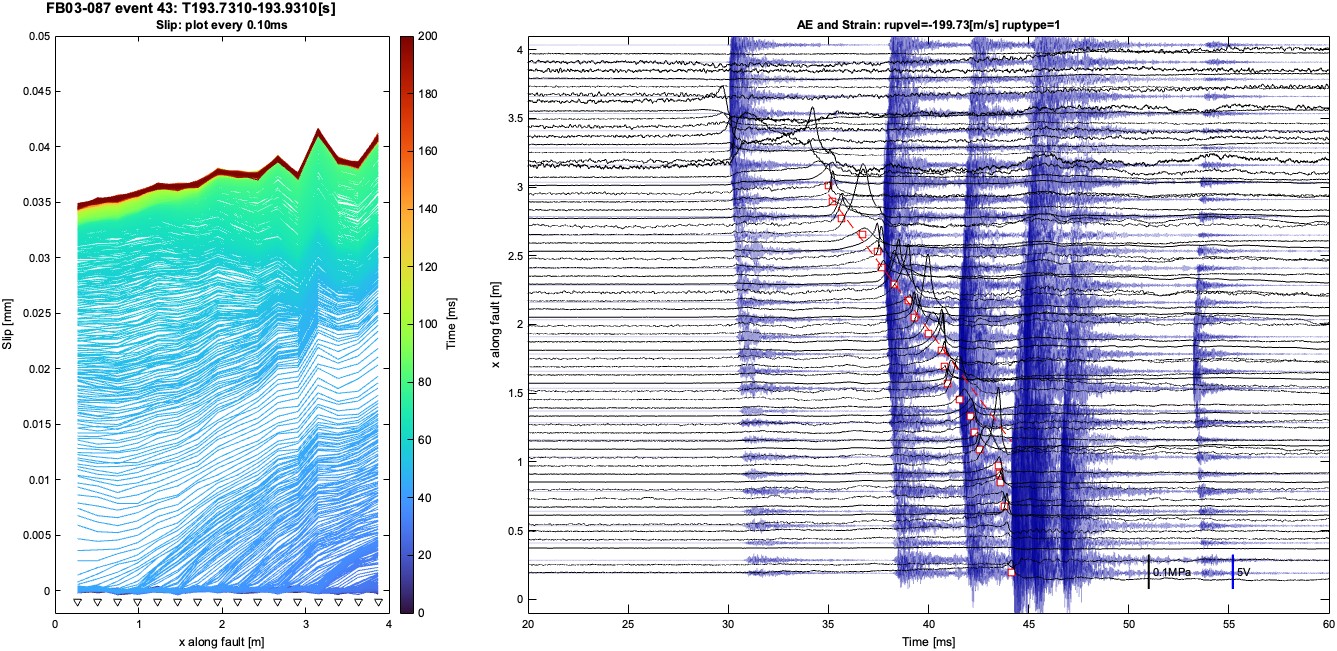 FB03-087 event 43: T193.7310-193.9310[s]
Slip: plot every 0.10ms
0.05
0.045
0.04
0.035
0.03
0.025
0.02
0.015
0.01
0.005
0
Slip [mm]
0 1 2 3 4
x along fault [m]
200
180
160
140
120
100
80
60
40
20
0
Time [ms]
AE and Strain: rupvel=-199.73[m/s] ruptype=1
4
3.5
3
2.5
2
1.5
1
0.5
0
x along fault [m]
0.1MPa
5V
20 25 30 35 40 45 50 55 60
Time [ms]